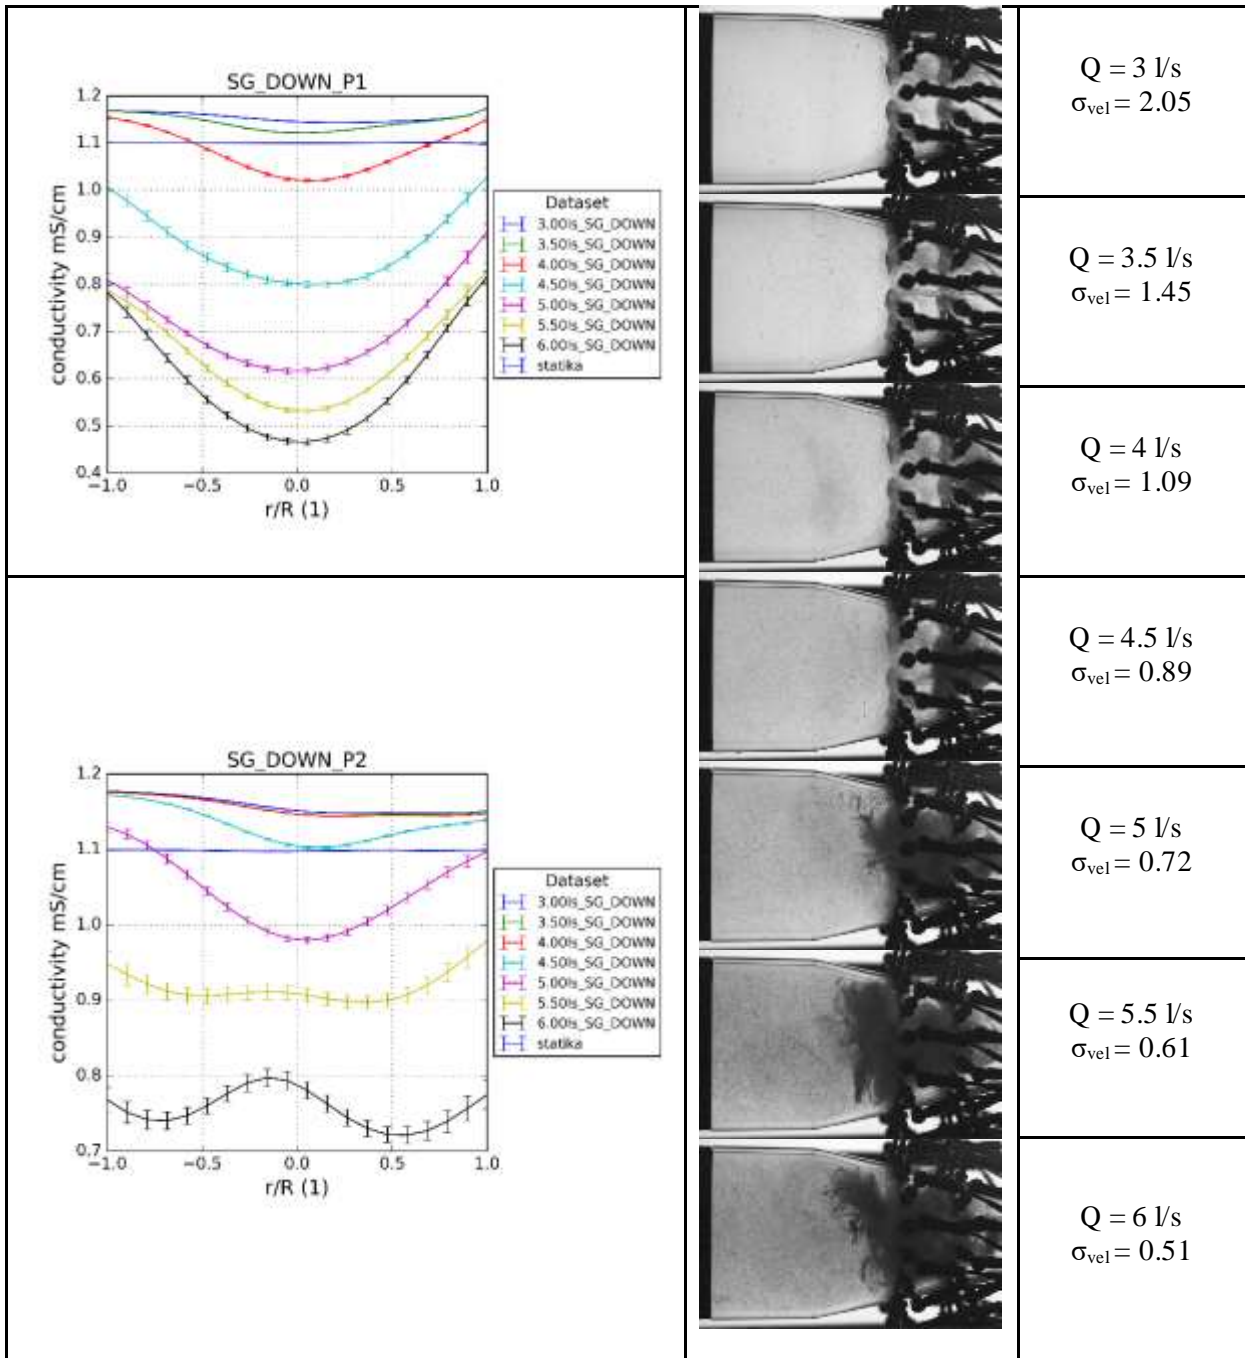 SG_DOWN_P1
1.2
1.1
1.0
0.9
0.8
0.7
0.6
0.5
0.4
conductivity mS/cm
−1.0 −0.5 0.0 0.5 1.0
r/R (1)
Dataset
3.00ls_SG_DOWN
3.50ls_SG_DOWN
4.00ls_SG_DOWN
4.50ls_SG_DOWN
5.00ls_SG_DOWN
5.50ls_SG_DOWN
6.00ls_SG_DOWN
statika
SG_DOWN_P2
1.2
1.1
1.0
0.9
0.8
0.7
conductivity mS/cm
−1.0 −0.5 0.0 0.5 1.0
r/R (1)
Dataset
3.00ls_SG_DOWN
3.50ls_SG_DOWN
4.00ls_SG_DOWN
4.50ls_SG_DOWN
5.00ls_SG_DOWN
5.50ls_SG_DOWN
6.00ls_SG_DOWN
statika
Q = 3 l/s
σvel = 2.05
Q = 3.5 l/s
σvel = 1.45
Q = 4 l/s
σvel = 1.09
Q = 4.5 l/s
σvel = 0.89
Q = 5 l/s
σvel = 0.72
Q = 5.5 l/s
σvel = 0.61
Q = 6 l/s
σvel = 0.51